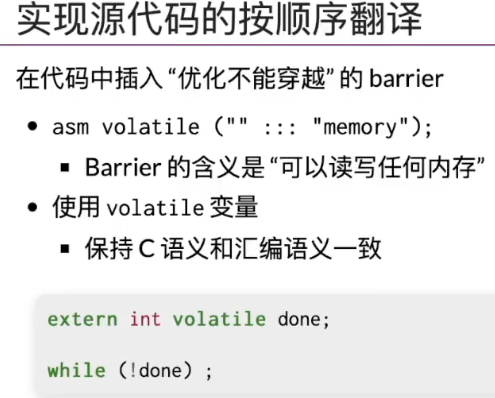 实现源代码的按顺序翻译
在代码中插入“优化不能穿越”的 barrier
• asm volatile ("" ::: "memory");
▪ Barrier 的含义是“可以读写任何内存”
• 使用 volatile 变量
▪ 保持 C 语义和汇编语义一致
extern int volatile done;
while (!done) ;